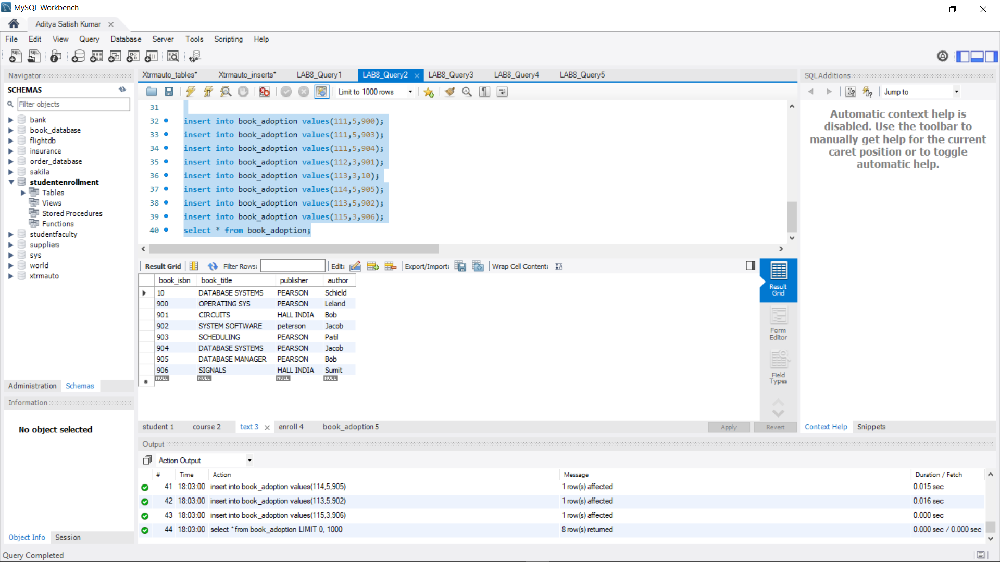 MySQL Workbench
Aditya Satish Kumar
File Edit View Query Database Server Tools Scripting Help
Navigator
SCHEMAS
Filter objects
bank
book_database
flightdb
insurance
order_database
sakila
studentenrollment
Tables
Views
Stored Procedures
Functions
studentfaculty
suppliers
sys
world
xtrmauto
Administration Schemas
Information
No object selected
Object Info Session
Query Completed
Xtrmauto_tables* Xtrmauto_inserts* LAB8_Query1 LAB8_Query2 LAB8_Query3 LAB8_Query4 LAB8_Query5
Limit to 1000 rows
31
32 insert into book_adoption values(111,5,900);
33 insert into book_adoption values(111,5,903);
34 insert into book_adoption values(111,5,904);
35 insert into book_adoption values(112,3,901);
36 insert into book_adoption values(113,3,10);
37 insert into book_adoption values(114,5,905);
38 insert into book_adoption values(113,5,902);
39 insert into book_adoption values(115,3,906);
40 select * from book_adoption;
Result Grid Filter Rows: Edit: Export/Import: Wrap Cell Content:
book_isbn book_title publisher author
10 DATABASE SYSTEMS PEARSON Schield
900 OPERATING SYS PEARSON Leland
901 CIRCUITS HALL INDIA Bob
902 SYSTEM SOFTWARE peterson Jacob
903 SCHEDULING PEARSON Patil
904 DATABASE SYSTEMS PEARSON Jacob
905 DATABASE MANAGER PEARSON Bob
906 SIGNALS HALL INDIA Sumit
NULL NULL NULL NULL
Result
Grid
Form
Editor
Field
Types
student 1 course 2 text 3 enroll 4 book_adoption 5
Apply Revert
SQLAdditions
Jump to
Automatic context help is
disabled. Use the toolbar to
manually get help for the current
caret position or to toggle
automatic help.
Context Help Snippets
Output
Action Output
# Time Action Message Duration / Fetch
41 18:03:00 insert into book_adoption values(114,5,905) 1 row(s) affected 0.015 sec
42 18:03:00 insert into book_adoption values(113,5,902) 1 row(s) affected 0.016 sec
43 18:03:00 insert into book_adoption values(115,3,906) 1 row(s) affected 0.000 sec
44 18:03:00 select * from book_adoption LIMIT 0, 1000 8 row(s) returned 0.000 sec / 0.000 sec